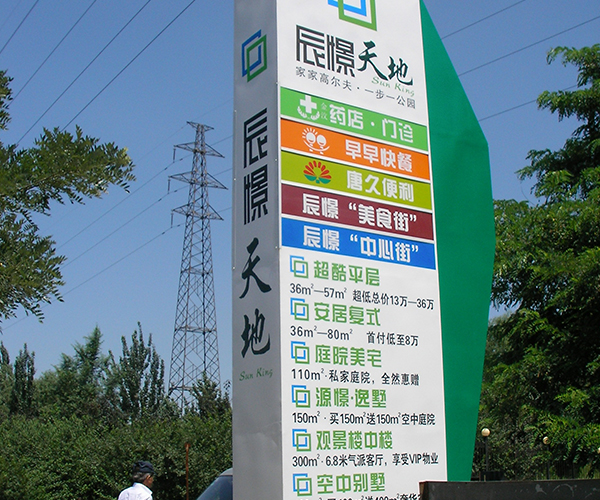 辰憬天地
Sun King
辰憬天地
Sun King
家家高尔夫·一步一公园
金汉 药店·门诊
早早快餐
唐久便利
辰憬“美食街”
辰憬“中心街”
超酷平层
36m²—57m² 超低总价13万—36万
安居复式
36m²—80m² 首付低至8万
庭院美宅
110m²·私家庭院，全然惠赠
源憬·逸墅
150m²·买150m²送150m²空中庭院
观景楼中楼
300m²·6.8米气派客厅，享受VIP物业
空中别墅